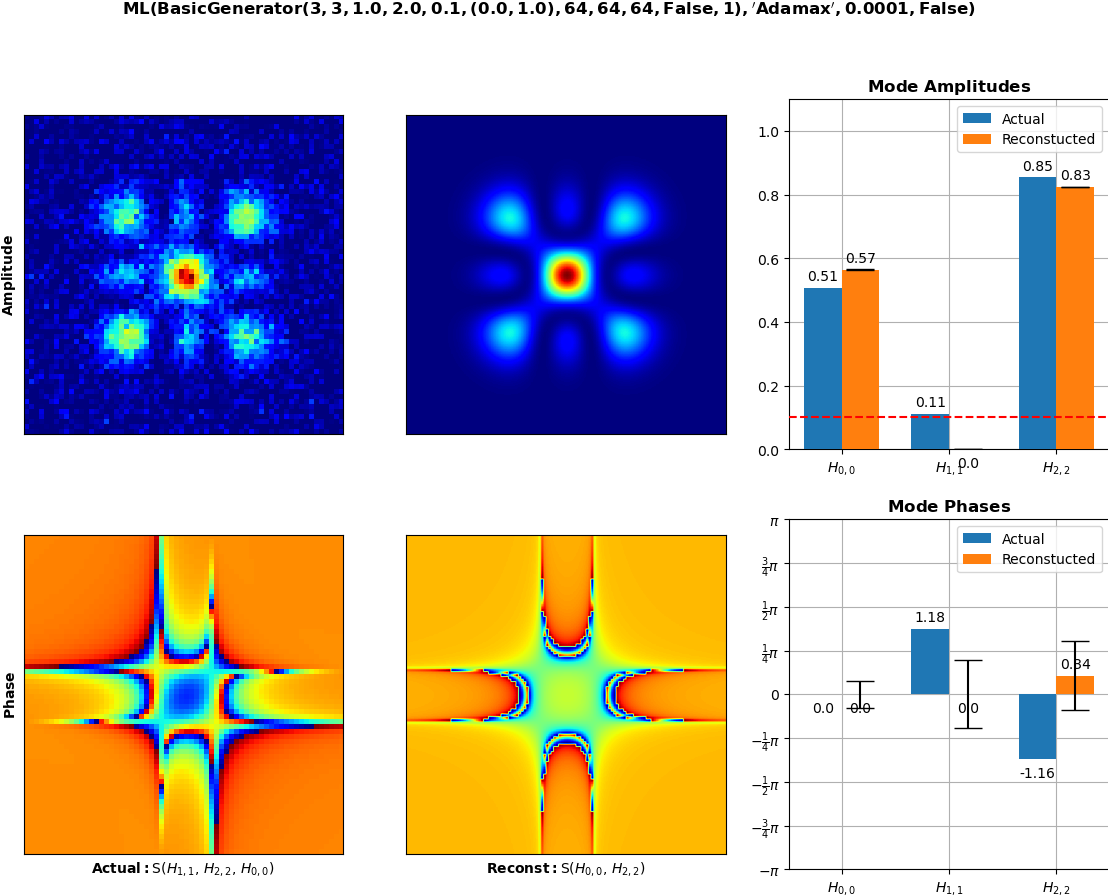 ML(BasicGenerator(3, 3, 1.0, 2.0, 0.1, (0.0, 1.0), 64, 64, 64, False, 1), ′Adamax′, 0.0001, False)
Amplitude
Mode Amplitudes
Actual
Reconstucted
1.0
0.8
0.6
0.4
0.2
0.0
0.51
0.57
0.11
0.0
0.85
0.83
H0,0
H1,1
H2,2
Phase
Actual: S(H1,1, H2,2, H0,0)
Reconst: S(H0,0, H2,2)
Mode Phases
Actual
Reconstucted
π
3/4π
1/2π
1/4π
0
−1/4π
−1/2π
−3/4π
−π
0.0
0.0
1.18
0.0
-1.16
0.34
H0,0
H1,1
H2,2